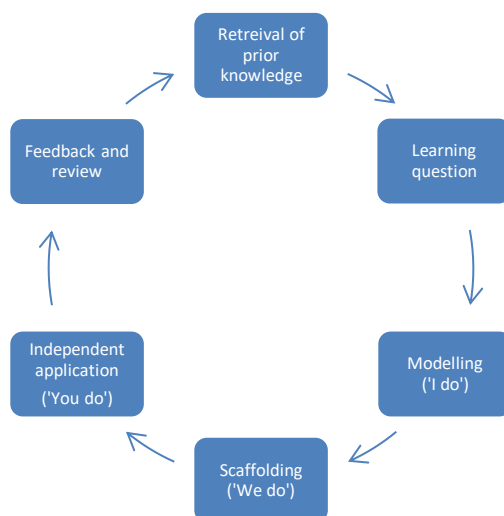 Retreival of
prior
knowledge
Learning
question
Modelling
('I do')
Scaffolding
('We do')
Independent
application
('You do')
Feedback and
review